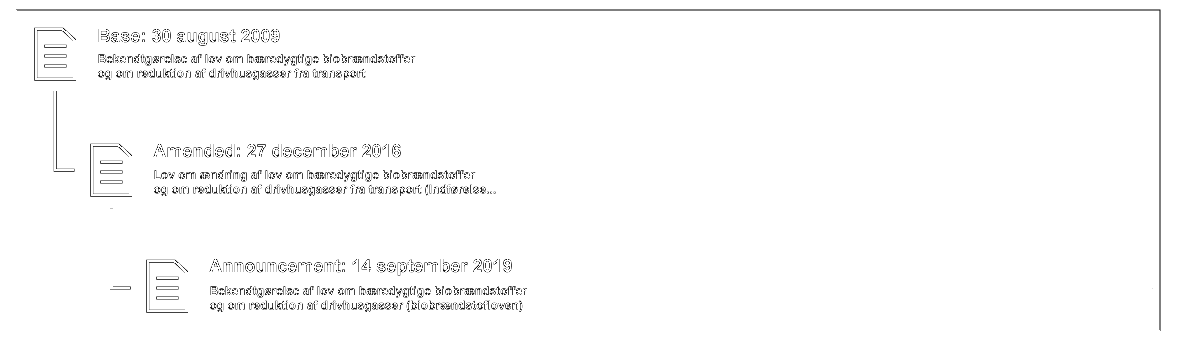 Base: 30 august 2009
Bekendtgørelse af lov om bæredygtige biobrændstoffer
og om reduktion af drivhusgasser fra transport
Amended: 27 december 2016
Lov om ændring af lov om bæredygtige biobrændstoffer
og om reduktion af drivhusgasser fra transport (Indførelse...
Announcement: 14 september 2019
Bekendtgørelse af lov om bæredygtige biobrændstoffer
og om reduktion af drivhusgasser (biobrændstofloven)